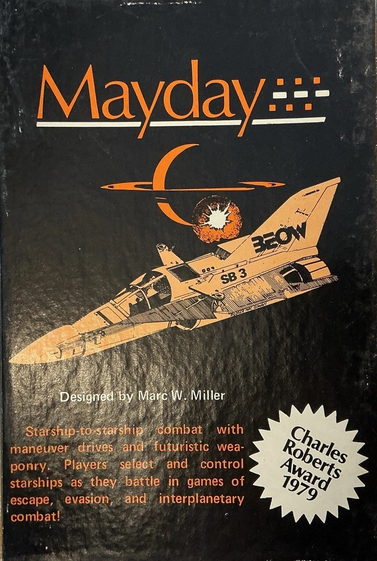 Mayday
BEOW
SB 3
Designed by Marc W. Miller
Starship-to-starship combat with
maneuver drives and futuristic wea-
ponry. Players select and control
starships as they battle in games of
escape, evasion, and interplanetary
combat!
Charles
Roberts
Award
1979